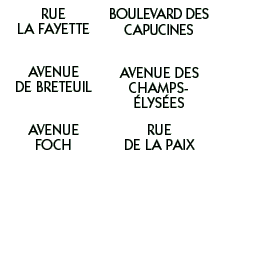 RUE
LA FAYETTE
BOULEVARD DES
CAPUCINES
AVENUE
DE BRETEUIL
AVENUE DES
CHAMPS-
ÉLYSÉES
AVENUE
FOCH
RUE
DE LA PAIX